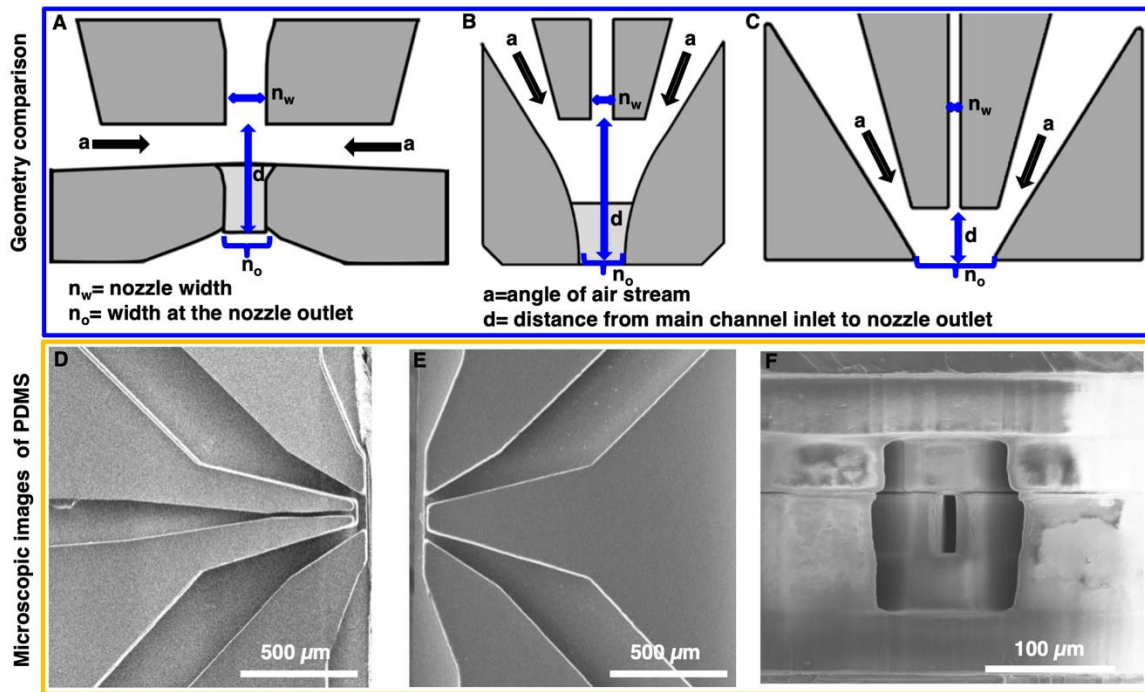 Geometry comparison
A
a
a
n_w
d
n_o
B
a
a
n_w
d
n_o
C
a
a
n_w
d
n_o
n_w= nozzle width
n_o= width at the nozzle outlet
a=angle of air stream
d= distance from main channel inlet to nozzle outlet
Microscopic images of PDMS
D
500 µm
E
500 µm
F
100 µm